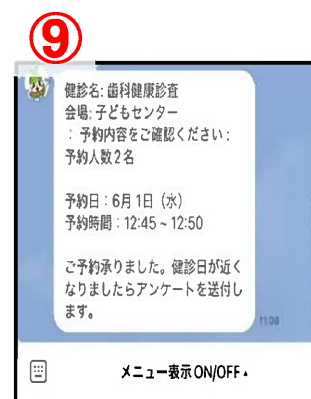 ⑨
健診名: 歯科健康診査
会場: 子どもセンター
: 予約内容をご確認ください:
予約人数2名
予約日:6月1日(水)
予約時間:12:45~12:50
ご予約承りました。健診日が近く
なりましたらアンケートを送付し
ます。
11:08
メニュー表示ON/OFF▴